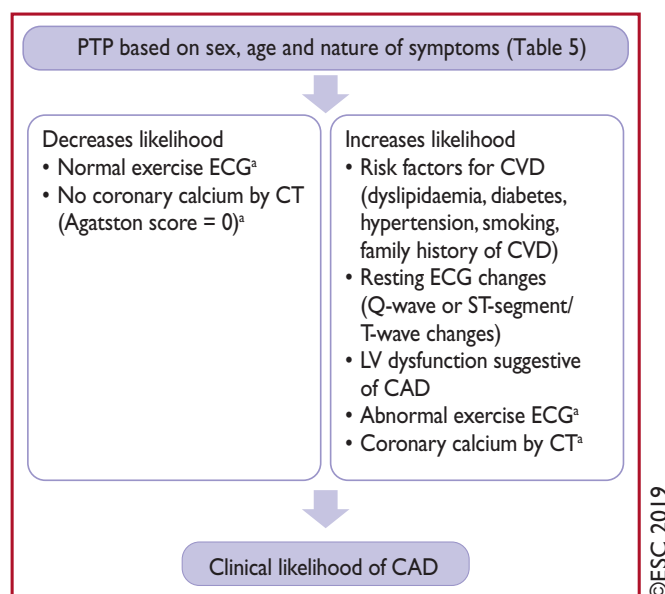 PTP based on sex, age and nature of symptoms (Table 5)
Decreases likelihood
• Normal exercise ECGᵃ
• No coronary calcium by CT
(Agatston score = 0)ᵃ
Increases likelihood
• Risk factors for CVD
(dyslipidaemia, diabetes,
hypertension, smoking,
family history of CVD)
• Resting ECG changes
(Q-wave or ST-segment/
T-wave changes)
• LV dysfunction suggestive
of CAD
• Abnormal exercise ECGᵃ
• Coronary calcium by CTᵃ
Clinical likelihood of CAD
©ESC 2019